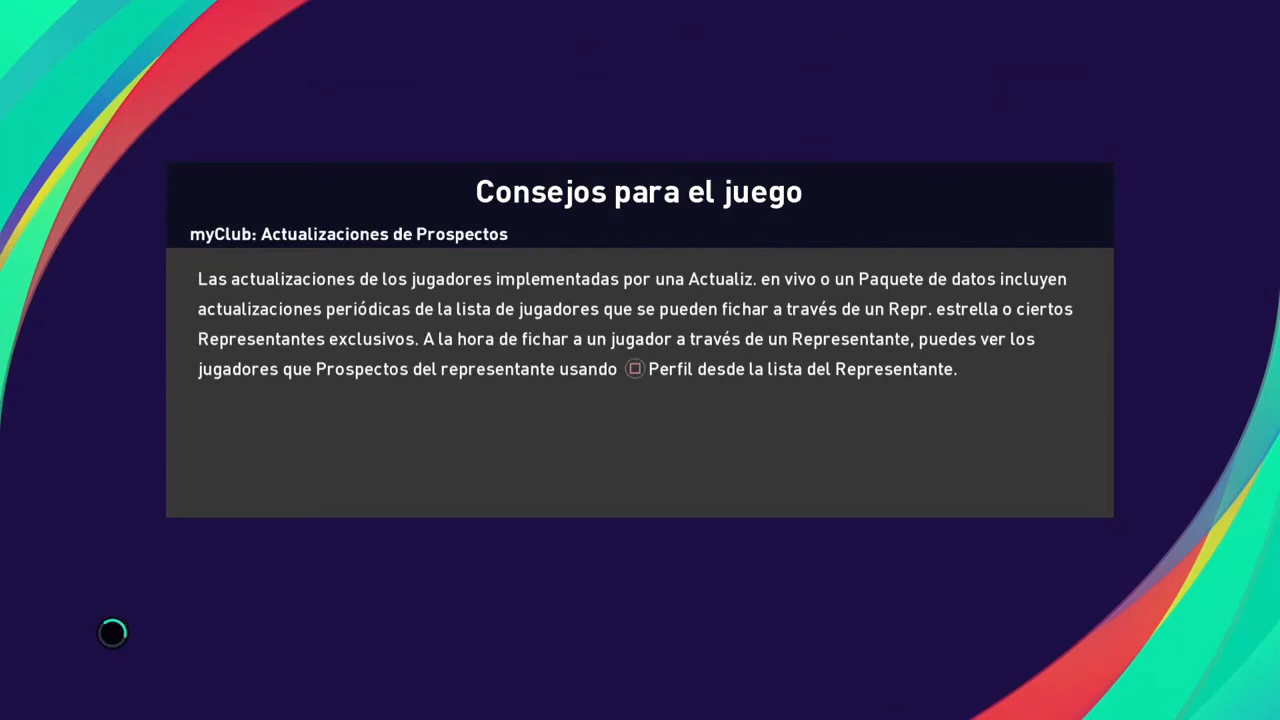 Consejos para el juego
myClub: Actualizaciones de Prospectos
Las actualizaciones de los jugadores implementadas por una Actualiz. en vivo o un Paquete de datos incluyen
actualizaciones periódicas de la lista de jugadores que se pueden fichar a través de un Repr. estrella o ciertos
Representantes exclusivos. A la hora de fichar a un jugador a través de un Representante, puedes ver los
jugadores que Prospectos del representante usando Perfil desde la lista del Representante.